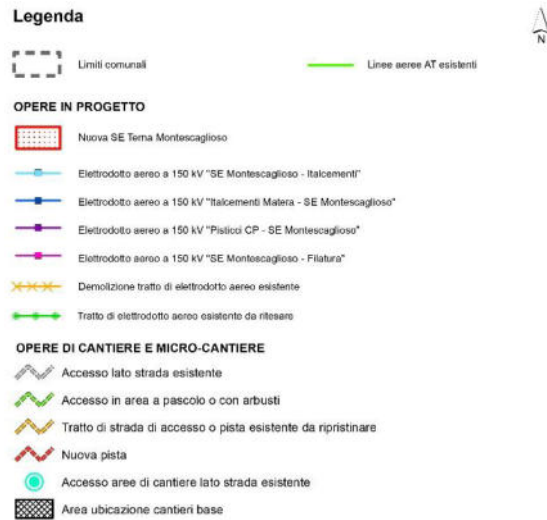 Legenda
N
Limiti comunali
Linee aeree AT esistenti
OPERE IN PROGETTO
Nuova SE Terna Montescaglioso
Elettrodotto aereo a 150 kV "SE Montescaglioso - Italcementi"
Elettrodotto aereo a 150 kV "Italcementi Matera - SE Montescaglioso"
Elettrodotto aereo a 150 kV "Pisticci CP - SE Montescaglioso"
Elettrodotto aereo a 150 kV "SE Montescaglioso - Filatura"
Demolizione tratto di elettrodotto aereo esistente
Tratto di elettrodotto aereo esistente da ritesare
OPERE DI CANTIERE E MICRO-CANTIERE
Accesso lato strada esistente
Accesso in area a pascolo o con arbusti
Tratto di strada di accesso o pista esistente da ripristinare
Nuova pista
Accesso aree di cantiere lato strada esistente
Area ubicazione cantieri base